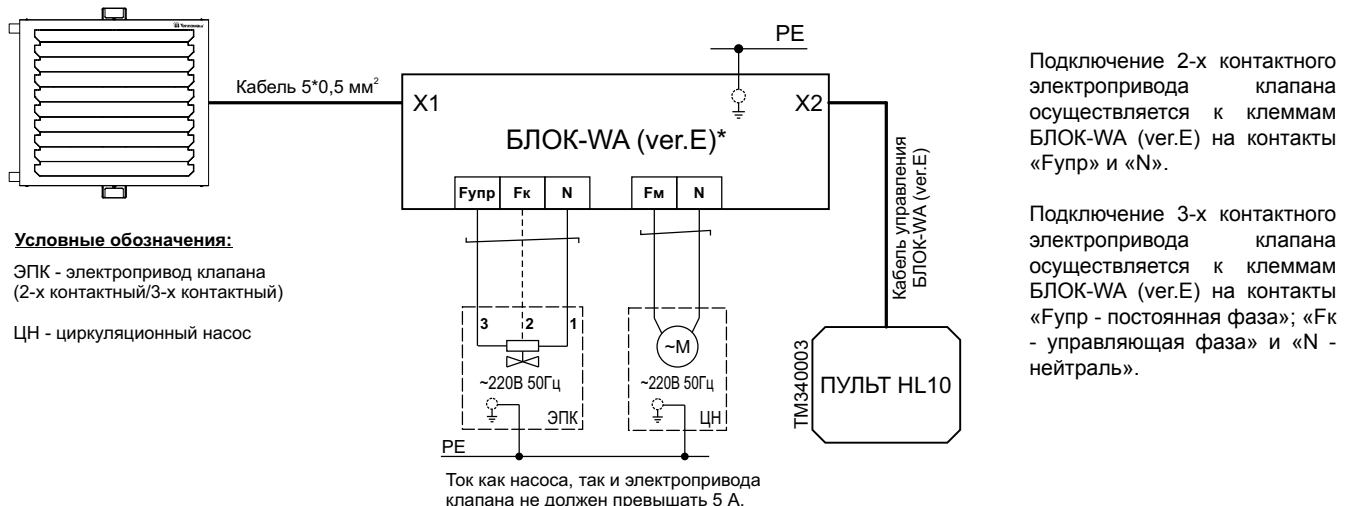 Тепломаш
Кабель 5*0,5 мм²
PE
X1
X2
БЛОК-WA (ver.E)*
Fупр Fк N
Fм N
Кабель управления
БЛОК-WA (ver.E)
Условные обозначения:
ЭПК - электропривод клапана
(2-х контактный/3-х контактный)
ЦН - циркуляционный насос
3 2 1
~220В 50Гц
ЭПК
~М
~220В 50Гц
ЦН
PE
Ток как насоса, так и электропривода
клапана не должен превышать 5 А.
TM340003
ПУЛЬТ HL10
Подключение 2-х контактного
электропривода клапана
осуществляется к клеммам
БЛОК-WA (ver.E) на контакты
«Fупр» и «N».
Подключение 3-х контактного
электропривода клапана
осуществляется к клеммам
БЛОК-WA (ver.E) на контакты
«Fупр - постоянная фаза»; «Fк
- управляющая фаза» и «N -
нейтраль».